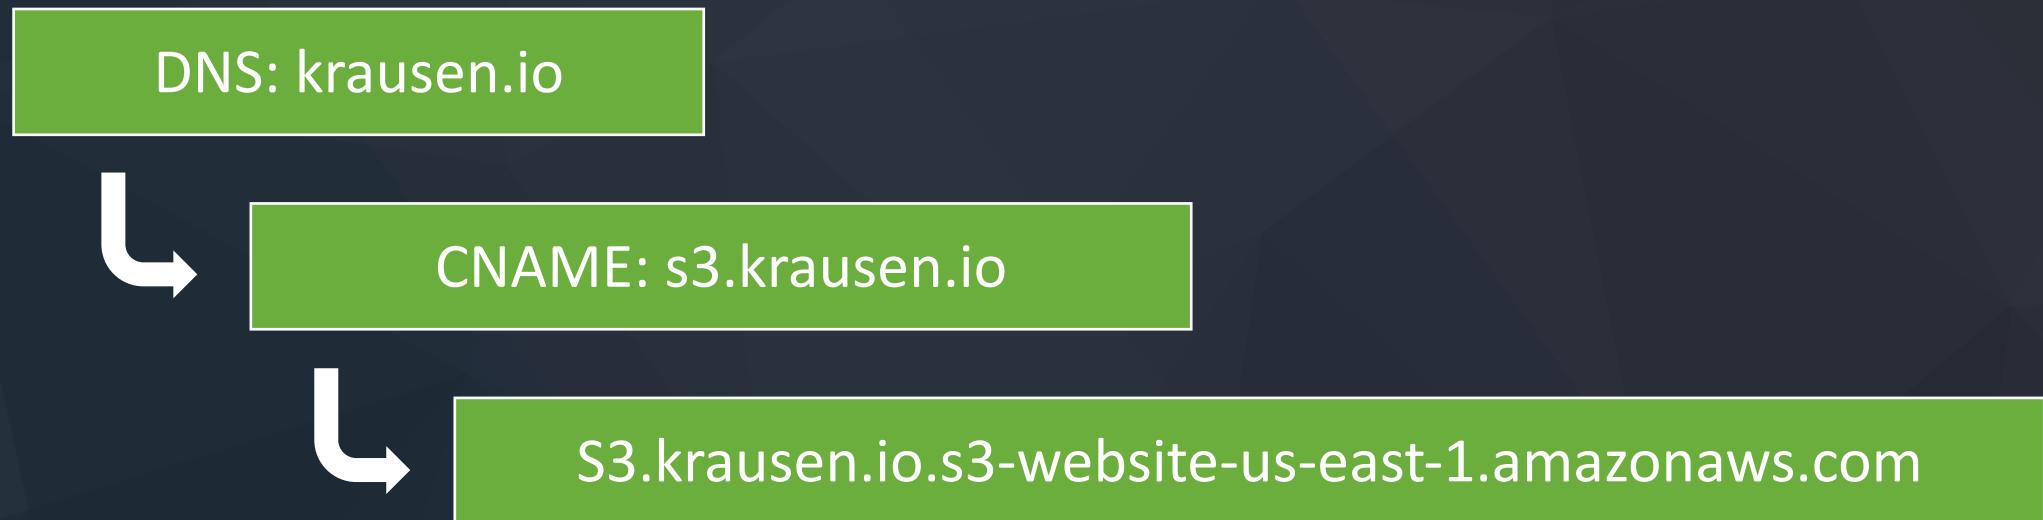 DNS: krausen.io
CNAME: s3.krausen.io
S3.krausen.io.s3-website-us-east-1.amazonaws.com